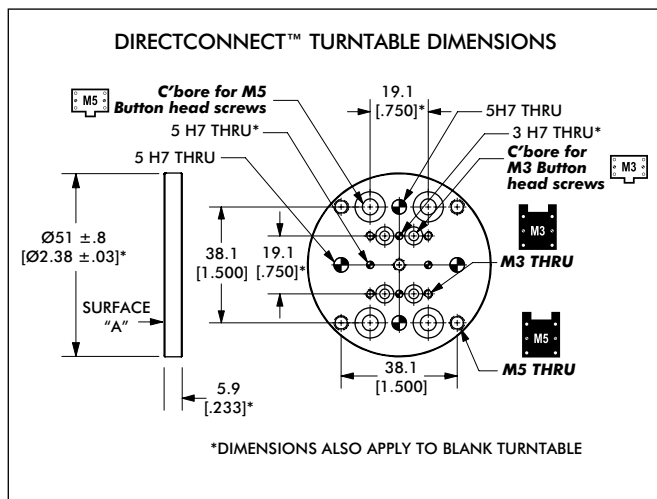 DIRECTCONNECT™ TURNTABLE DIMENSIONS
M5
C'bore for M5
Button head screws
19.1
[.750]*
5H7 THRU
5 H7 THRU*
3 H7 THRU*
5 H7 THRU
C'bore for
M3 Button
head screws
M3
Ø51 ±.8
[Ø2.38 ±.03]*
38.1
[1.500]
19.1
[.750]*
M3
M3 THRU
SURFACE
"A"
M5
M5 THRU
38.1
[1.500]
5.9
[.233]*
*DIMENSIONS ALSO APPLY TO BLANK TURNTABLE